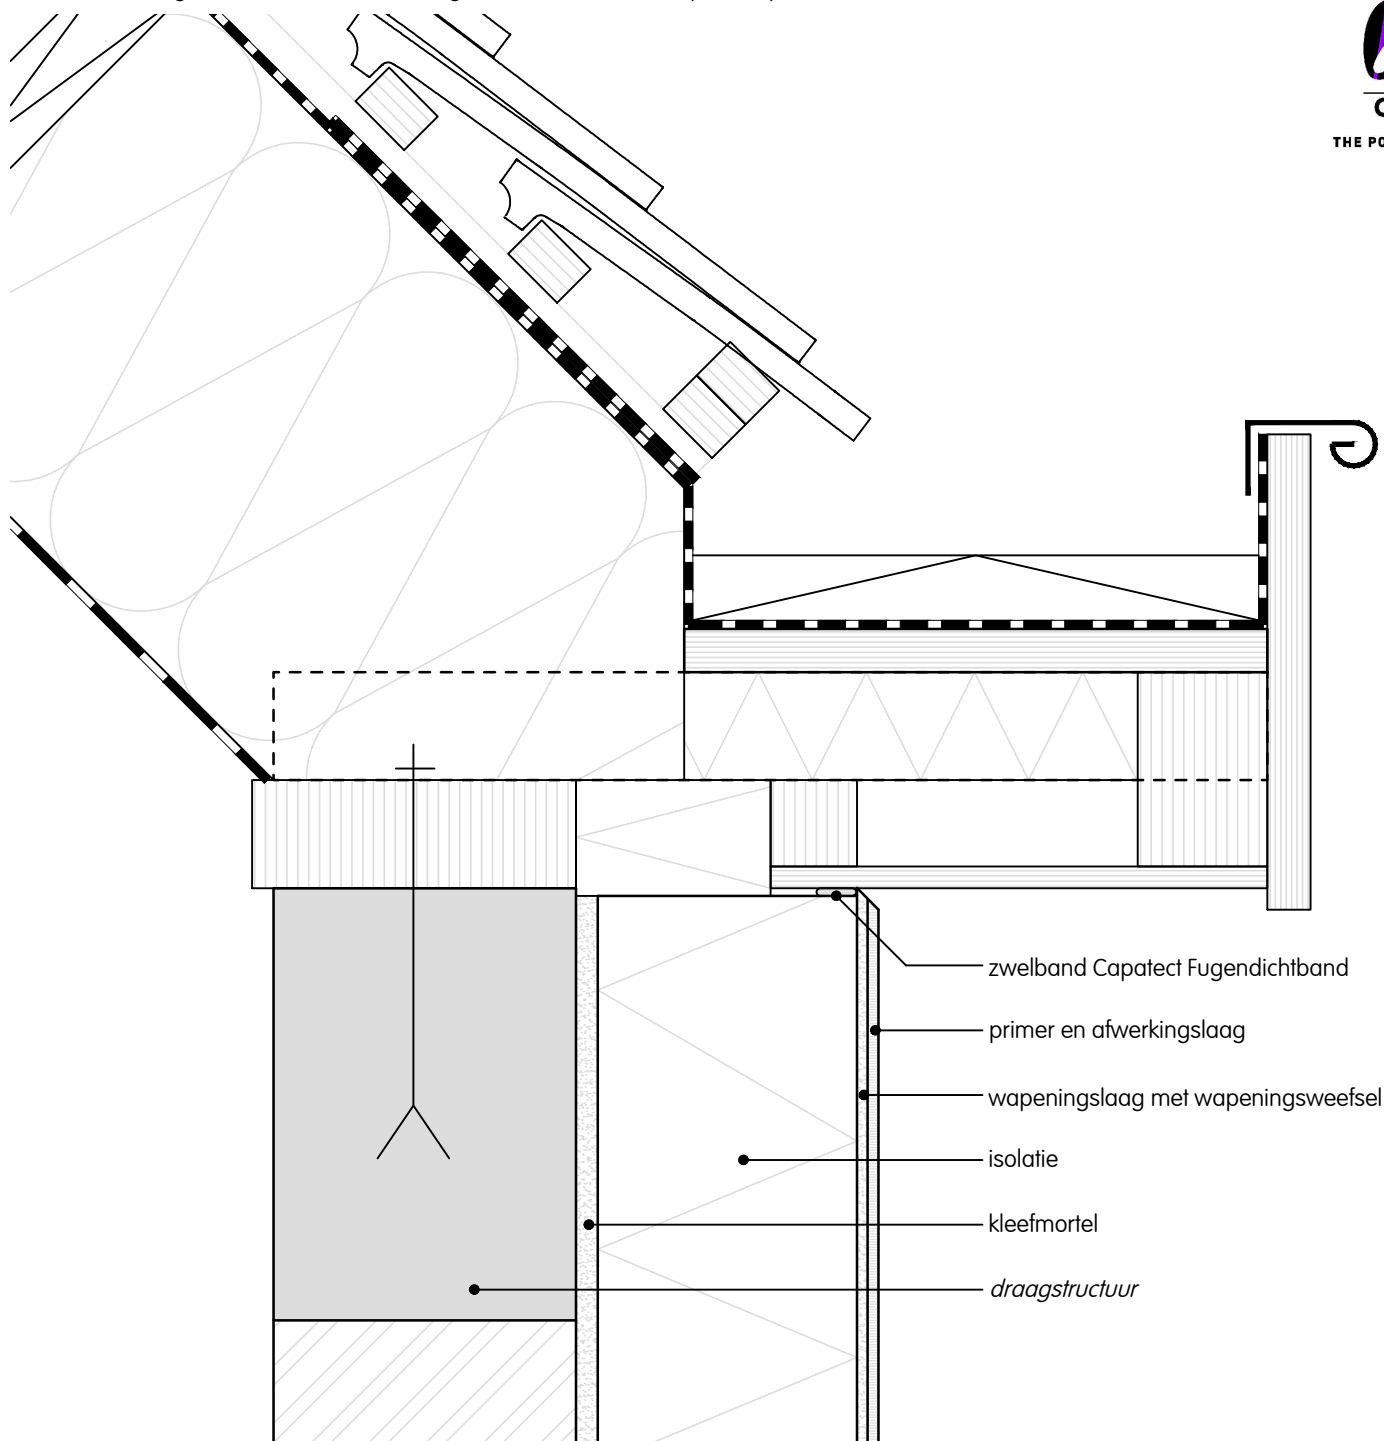 THE PO
zwelband Capatect Fugendichtband
primer en afwerkingslaag
wapeningslaag met wapeningsweefsel
isolatie
kleefmortel
draagstructuur